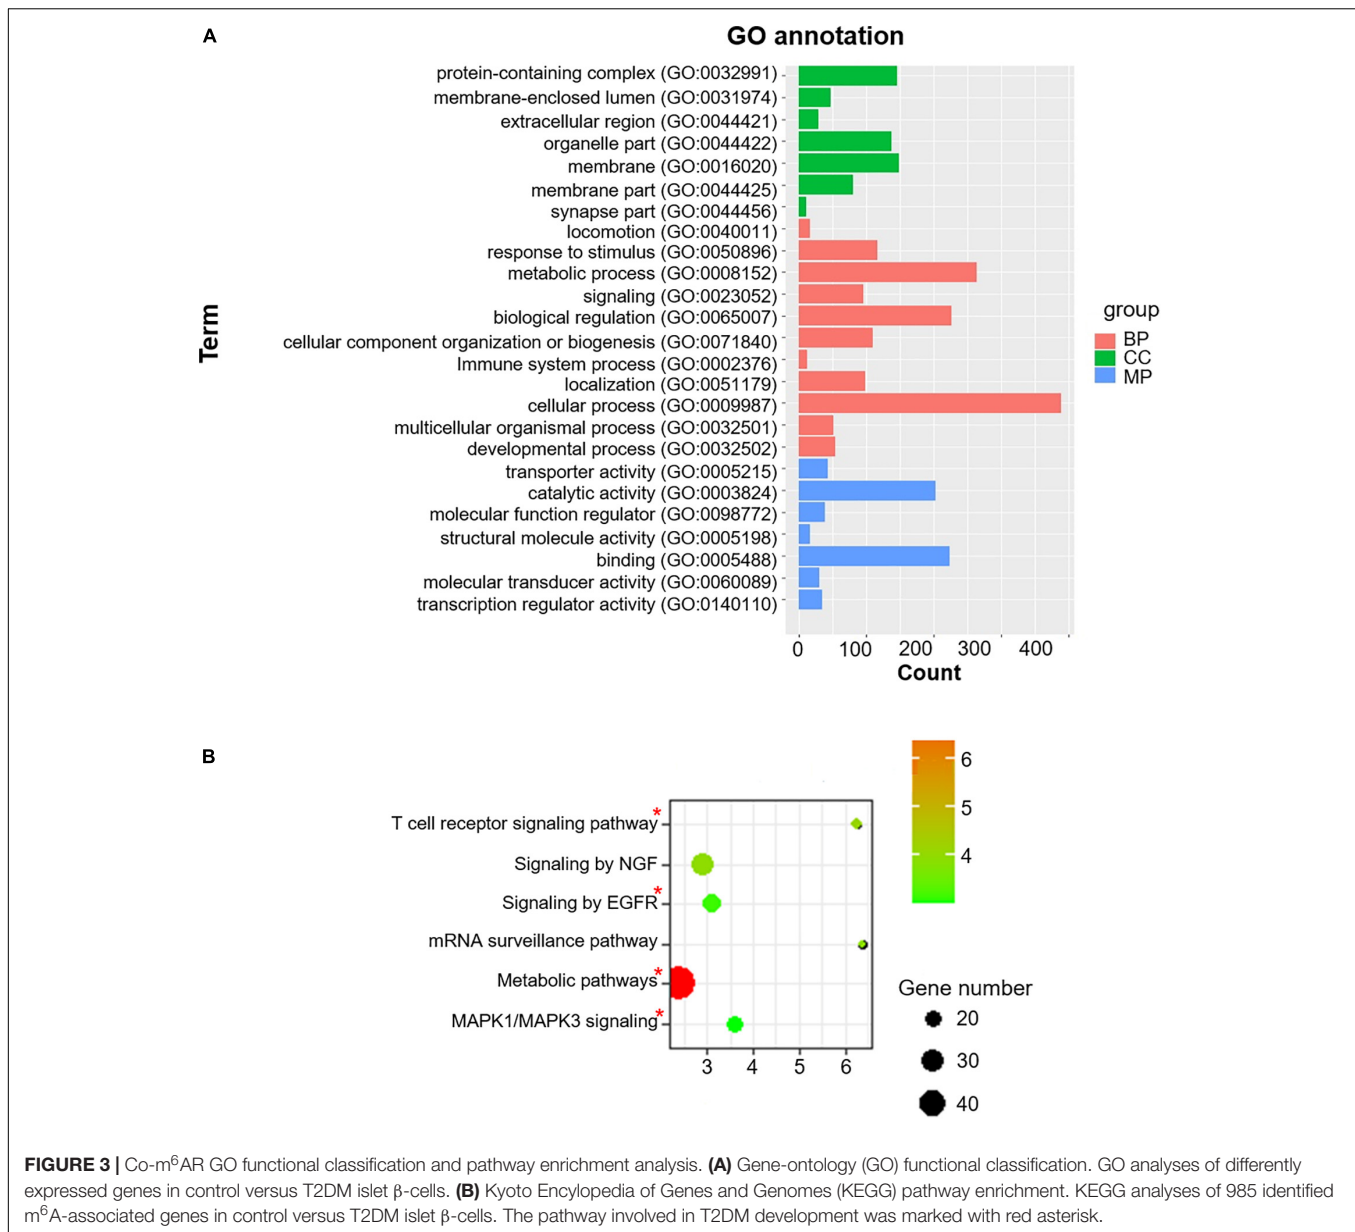 A
GO annotation
protein-containing complex (GO:0032991)
membrane-enclosed lumen (GO:0031974)
extracellular region (GO:0044421)
organelle part (GO:0044422)
membrane (GO:0016020)
membrane part (GO:0044425)
synapse part (GO:0044456)
locomotion (GO:0040011)
response to stimulus (GO:0050896)
metabolic process (GO:0008152)
signaling (GO:0023052)
biological regulation (GO:0065007)
cellular component organization or biogenesis (GO:0071840)
Immune system process (GO:0002376)
localization (GO:0051179)
cellular process (GO:0009987)
multicellular organismal process (GO:0032501)
developmental process (GO:0032502)
transporter activity (GO:0005215)
catalytic activity (GO:0003824)
molecular function regulator (GO:0098772)
structural molecule activity (GO:0005198)
binding (GO:0005488)
molecular transducer activity (GO:0060089)
transcription regulator activity (GO:0140110)
Term
0 100 200 300 400
Count
group
BP
CC
MP
B
T cell receptor signaling pathway*
Signaling by NGF
Signaling by EGFR*
mRNA surveillance pathway
Metabolic pathways*
MAPK1/MAPK3 signaling*
3 4 5 6
6
5
4
Gene number
20
30
40
FIGURE 3 | Co-m⁶AR GO functional classification and pathway enrichment analysis. (A) Gene-ontology (GO) functional classification. GO analyses of differently
expressed genes in control versus T2DM islet β-cells. (B) Kyoto Encylopedia of Genes and Genomes (KEGG) pathway enrichment. KEGG analyses of 985 identified
m⁶A-associated genes in control versus T2DM islet β-cells. The pathway involved in T2DM development was marked with red asterisk.